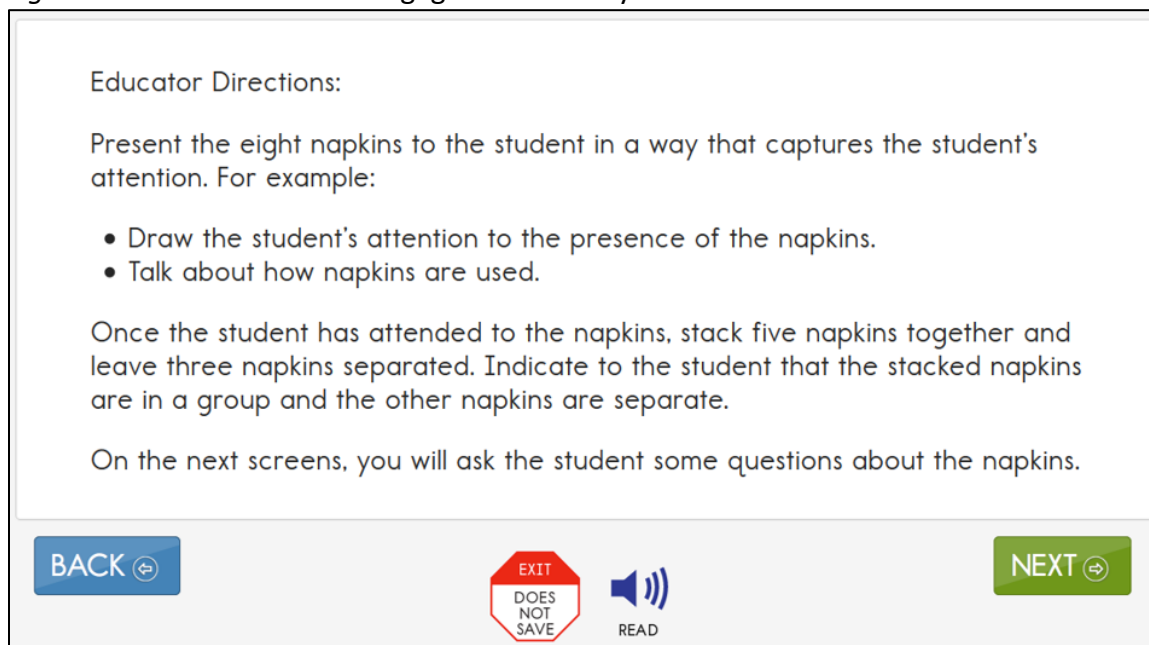 Educator Directions:
Present the eight napkins to the student in a way that captures the student's
attention. For example:
• Draw the student's attention to the presence of the napkins.
• Talk about how napkins are used.
Once the student has attended to the napkins, stack five napkins together and
leave three napkins separated. Indicate to the student that the stacked napkins
are in a group and the other napkins are separate.
On the next screens, you will ask the student some questions about the napkins.
BACK
EXIT
DOES
NOT
SAVE
READ
NEXT